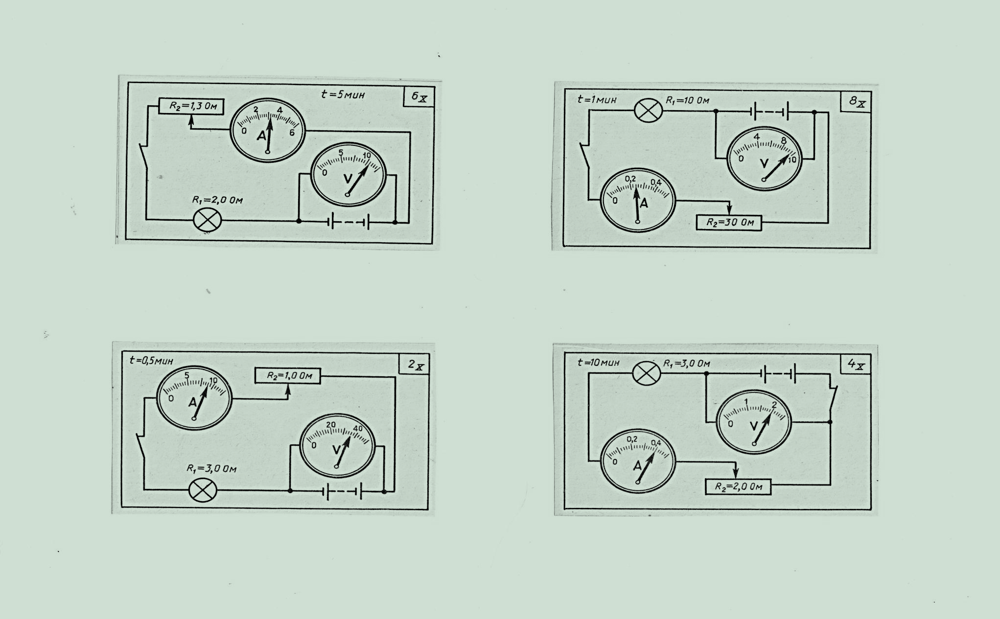 t=5мин
6X
R₂=1,3 Ом
0 2 4 6
A
0 5 10
V
R₁=2,0 Ом
t=1мин
R₁=10 Ом
8X
0 4 8 10
V
0 0,2 0,4
A
R₂=30 Ом
t=0,5мин
2X
0 5 10
A
R₂=1,0 Ом
0 20 40
V
R₁=3,0 Ом
t=10мин
R₁=3,0 Ом
4X
0 1 2
V
0 0,2 0,4
A
R₂=2,0 Ом